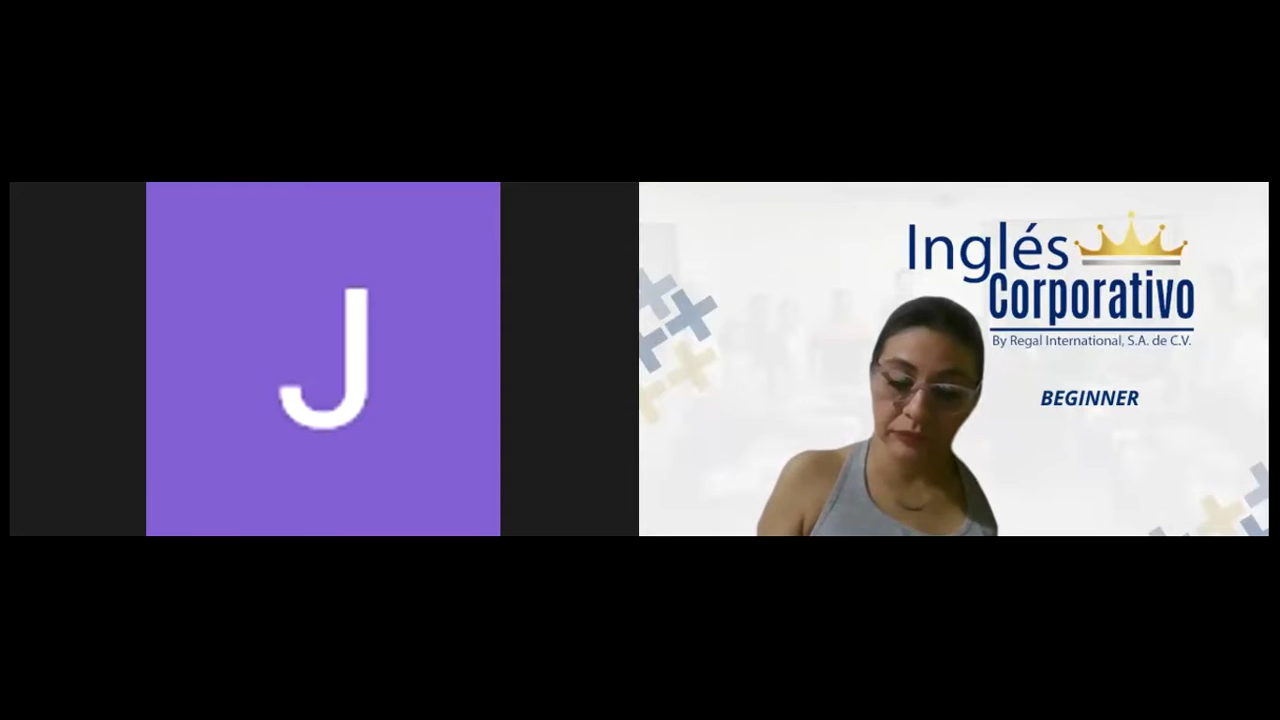 J
Inglés
Corporativo
By Regal International, S.A. de C.V.
BEGINNER